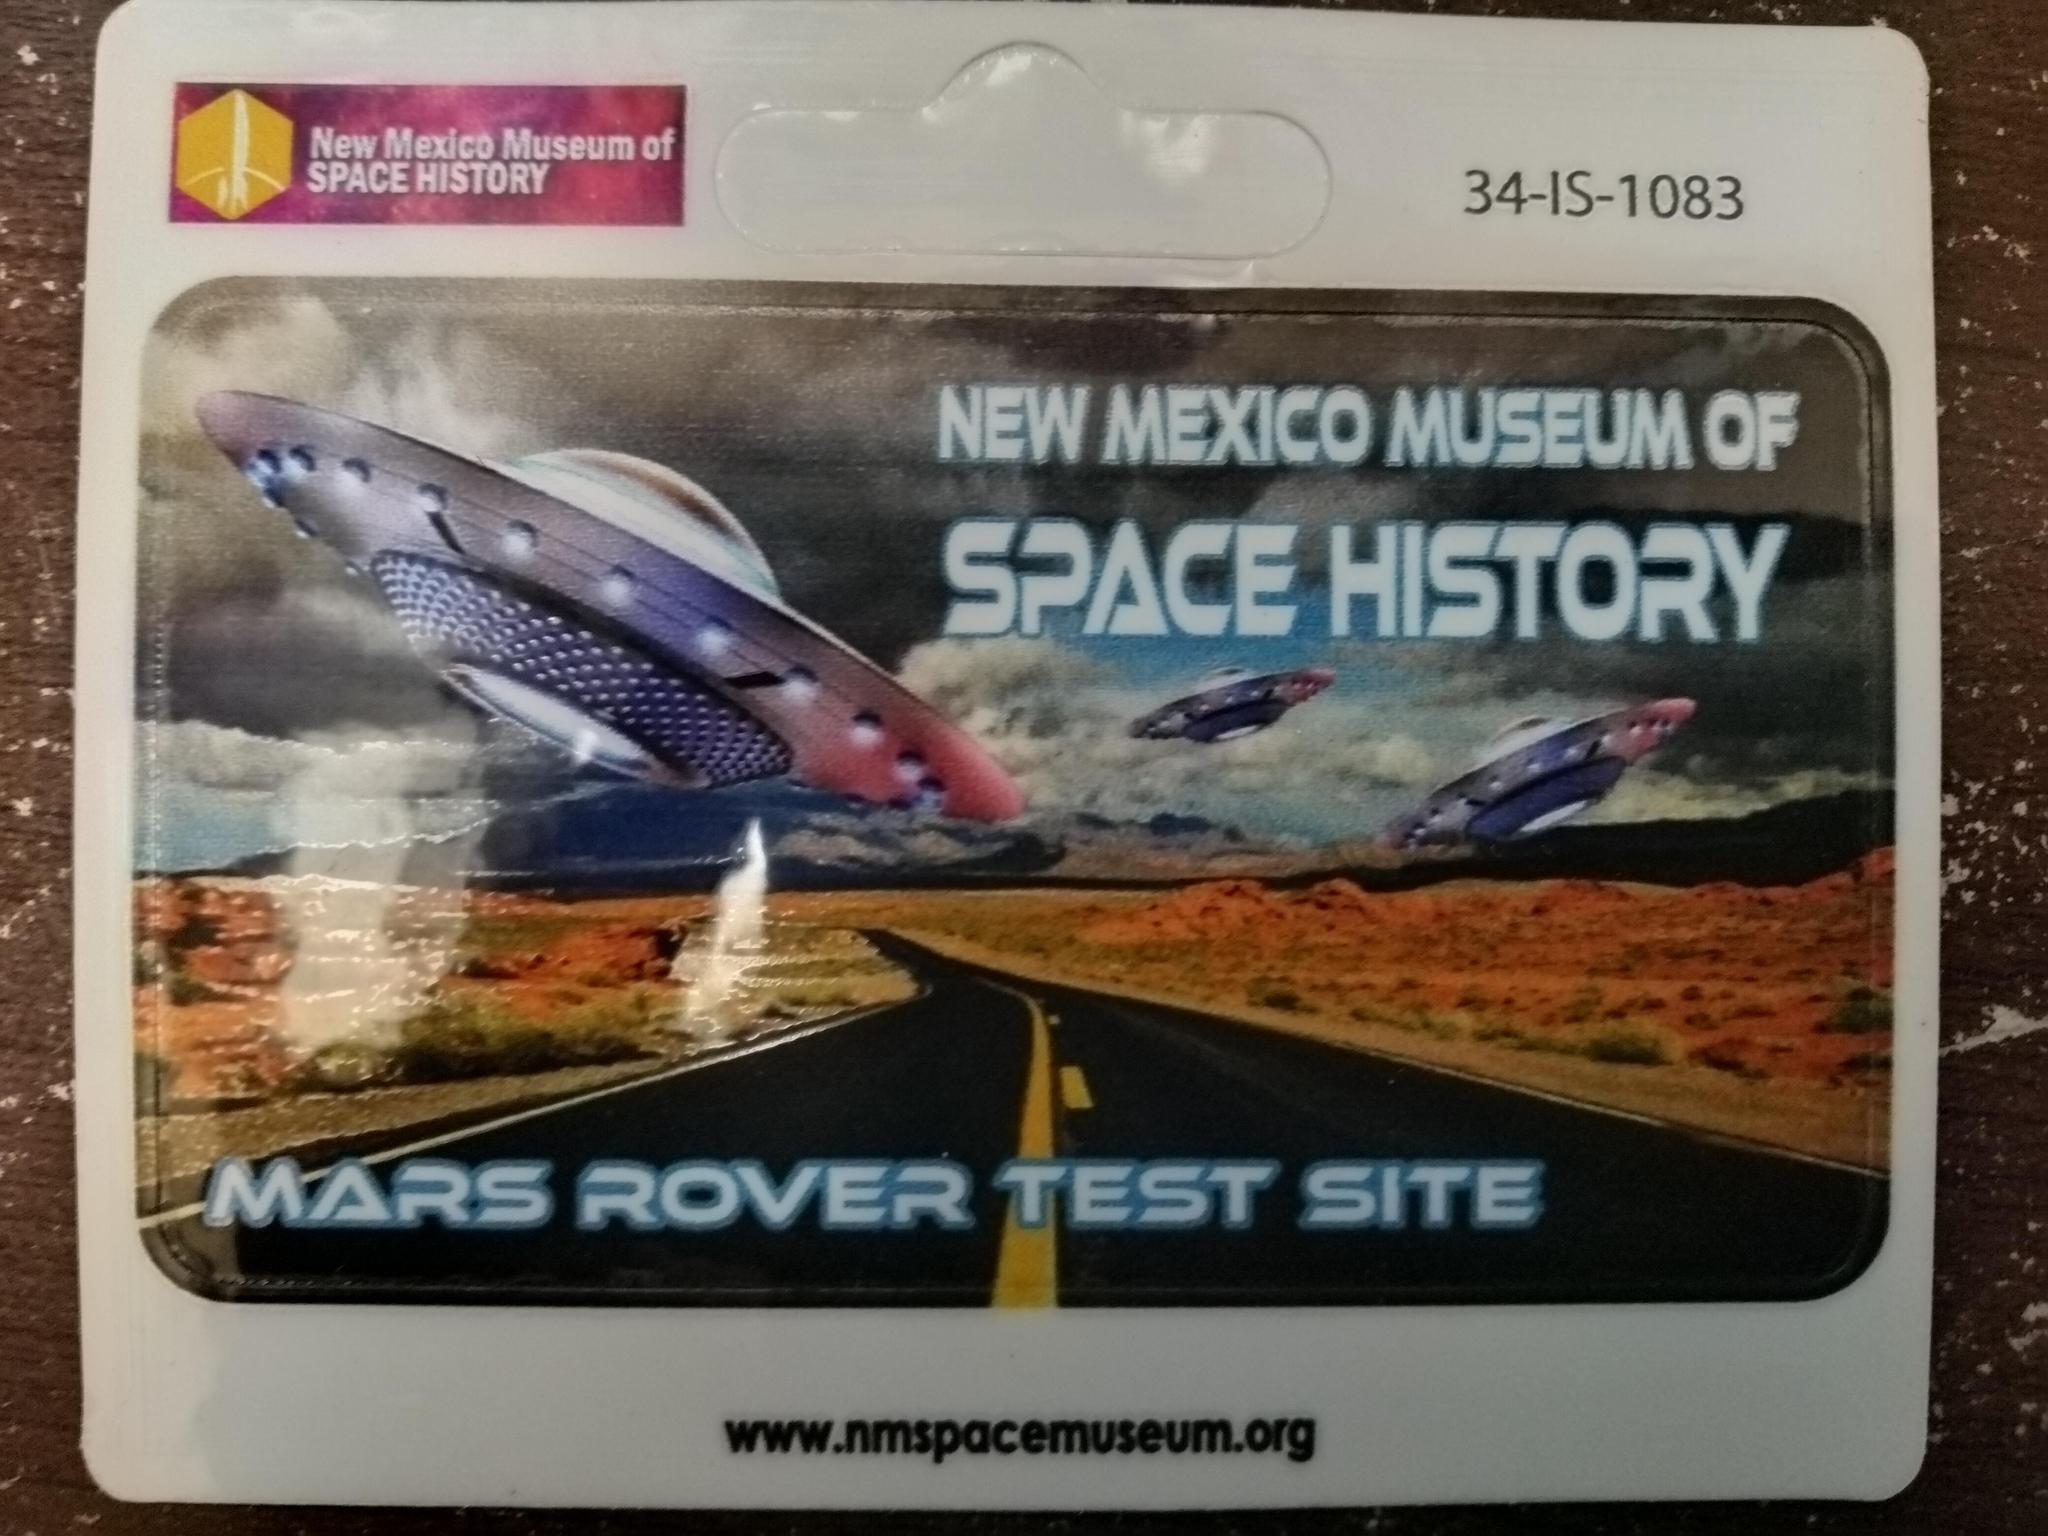 New Mexico Museum of
SPACE HISTORY
34-IS-1083
NEW MEXICO MUSEUM OF
SPACE HISTORY
MARS ROVER TEST SITE
www.nmspacemuseum.org